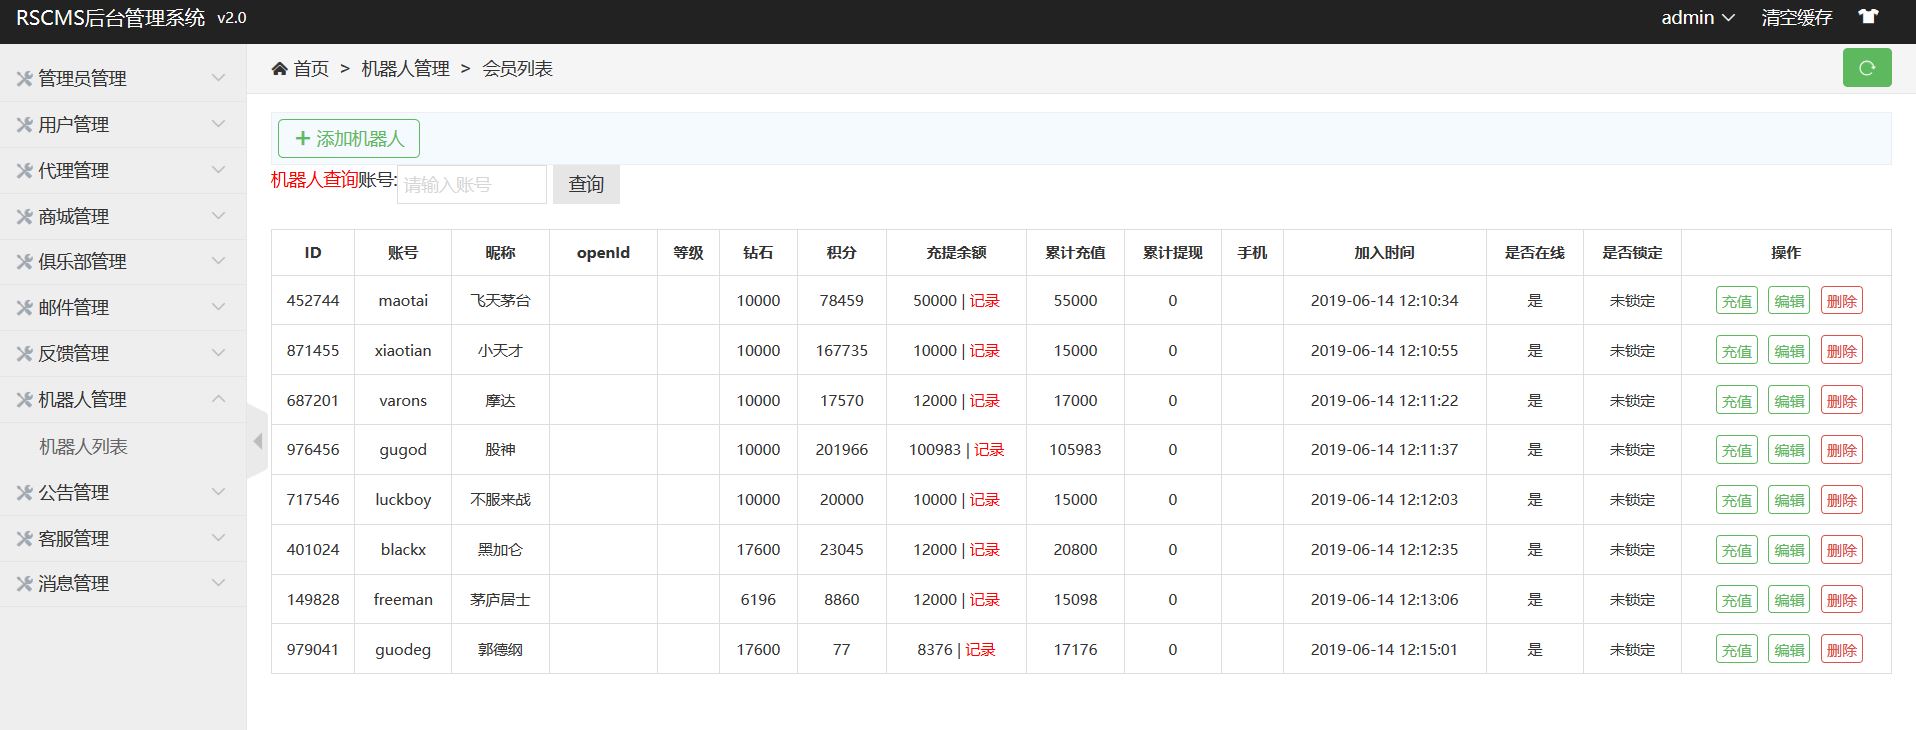 RSCMS后台管理系统 v2.0
admin 清空缓存
管理员管理
用户管理
代理管理
商城管理
俱乐部管理
邮件管理
反馈管理
机器人管理
机器人列表
公告管理
客服管理
消息管理
首页 > 机器人管理 > 会员列表
添加机器人
机器人查询账号: 请输入账号 查询
ID 账号 昵称 openId 等级 钻石 积分 充提余额 累计充值 累计提现 手机 加入时间 是否在线 是否锁定 操作
452744 maotai 飞天茅台 10000 78459 50000 | 记录 55000 0 2019-06-14 12:10:34 是 未锁定 充值 编辑 删除
871455 xiaotian 小天才 10000 167735 10000 | 记录 15000 0 2019-06-14 12:10:55 是 未锁定 充值 编辑 删除
687201 varons 摩达 10000 17570 12000 | 记录 17000 0 2019-06-14 12:11:22 是 未锁定 充值 编辑 删除
976456 gugod 股神 10000 201966 100983 | 记录 105983 0 2019-06-14 12:11:37 是 未锁定 充值 编辑 删除
717546 luckboy 不服来战 10000 20000 10000 | 记录 15000 0 2019-06-14 12:12:03 是 未锁定 充值 编辑 删除
401024 blackx 黑加仑 17600 23045 12000 | 记录 20800 0 2019-06-14 12:12:35 是 未锁定 充值 编辑 删除
149828 freeman 茅庐居士 6196 8860 12000 | 记录 15098 0 2019-06-14 12:13:06 是 未锁定 充值 编辑 删除
979041 guodeg 郭德纲 17600 77 8376 | 记录 17176 0 2019-06-14 12:15:01 是 未锁定 充值 编辑 删除